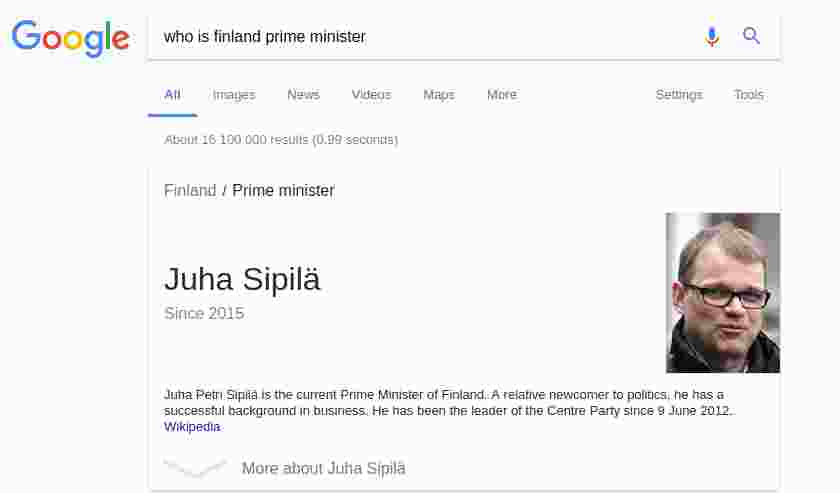 Google who is finland prime minister
All Images News Videos Maps More Settings Tools
About 16 100 000 results (0.99 seconds)
Finland / Prime minister
Juha Sipilä
Since 2015
Juha Petri Sipilä is the current Prime Minister of Finland. A relative newcomer to politics, he has a
successful background in business. He has been the leader of the Centre Party since 9 June 2012.
Wikipedia
More about Juha Sipilä